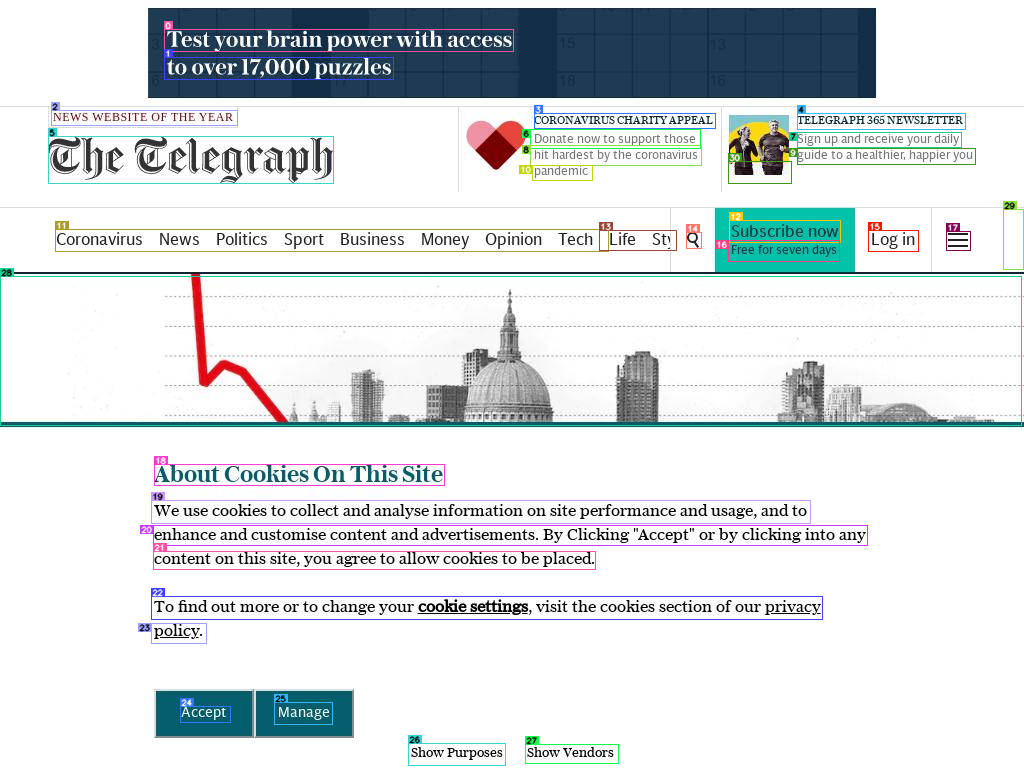 Test your brain power with access
to over 17,000 puzzles
NEWS WEBSITE OF THE YEAR
The Telegraph
CORONAVIRUS CHARITY APPEAL
Donate now to support those
hit hardest by the coronavirus
pandemic
TELEGRAPH 365 NEWSLETTER
Sign up and receive your daily
guide to a healthier, happier you
Coronavirus News Politics Sport Business Money Opinion Tech Life Sty
Subscribe now
Free for seven days
Log in
About Cookies On This Site
We use cookies to collect and analyse information on site performance and usage, and to
enhance and customise content and advertisements. By Clicking "Accept" or by clicking into any
content on this site, you agree to allow cookies to be placed.
To find out more or to change your cookie settings, visit the cookies section of our privacy
policy.
Accept Manage
Show Purposes Show Vendors